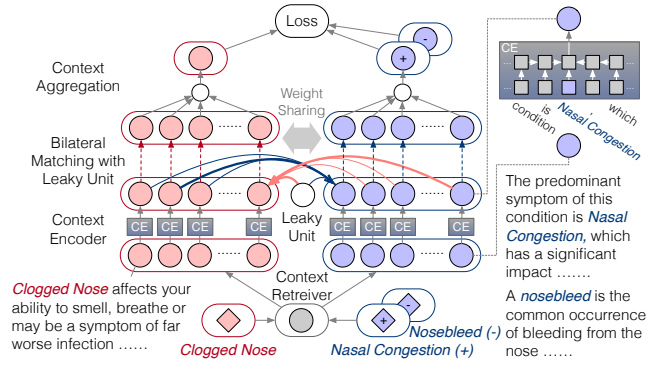 Loss
-
+
Context
Aggregation
Weight
Sharing
Bilateral
Matching with
Leaky Unit
Leaky
Unit
Context
Encoder
CE CE CE CE
CE CE CE CE
Context
Retreiver
Clogged Nose affects your
ability to smell, breathe or
may be a symptom of far
worse infection ......
Clogged Nose
-
+
Nosebleed (-)
Nasal Congestion (+)
CE
condition is Nasal Congestion , which
The predominant
symptom of this
condition is Nasal
Congestion, which
has a significant
impact .......
A nosebleed is the
common occurrence
of bleeding from the
nose ......